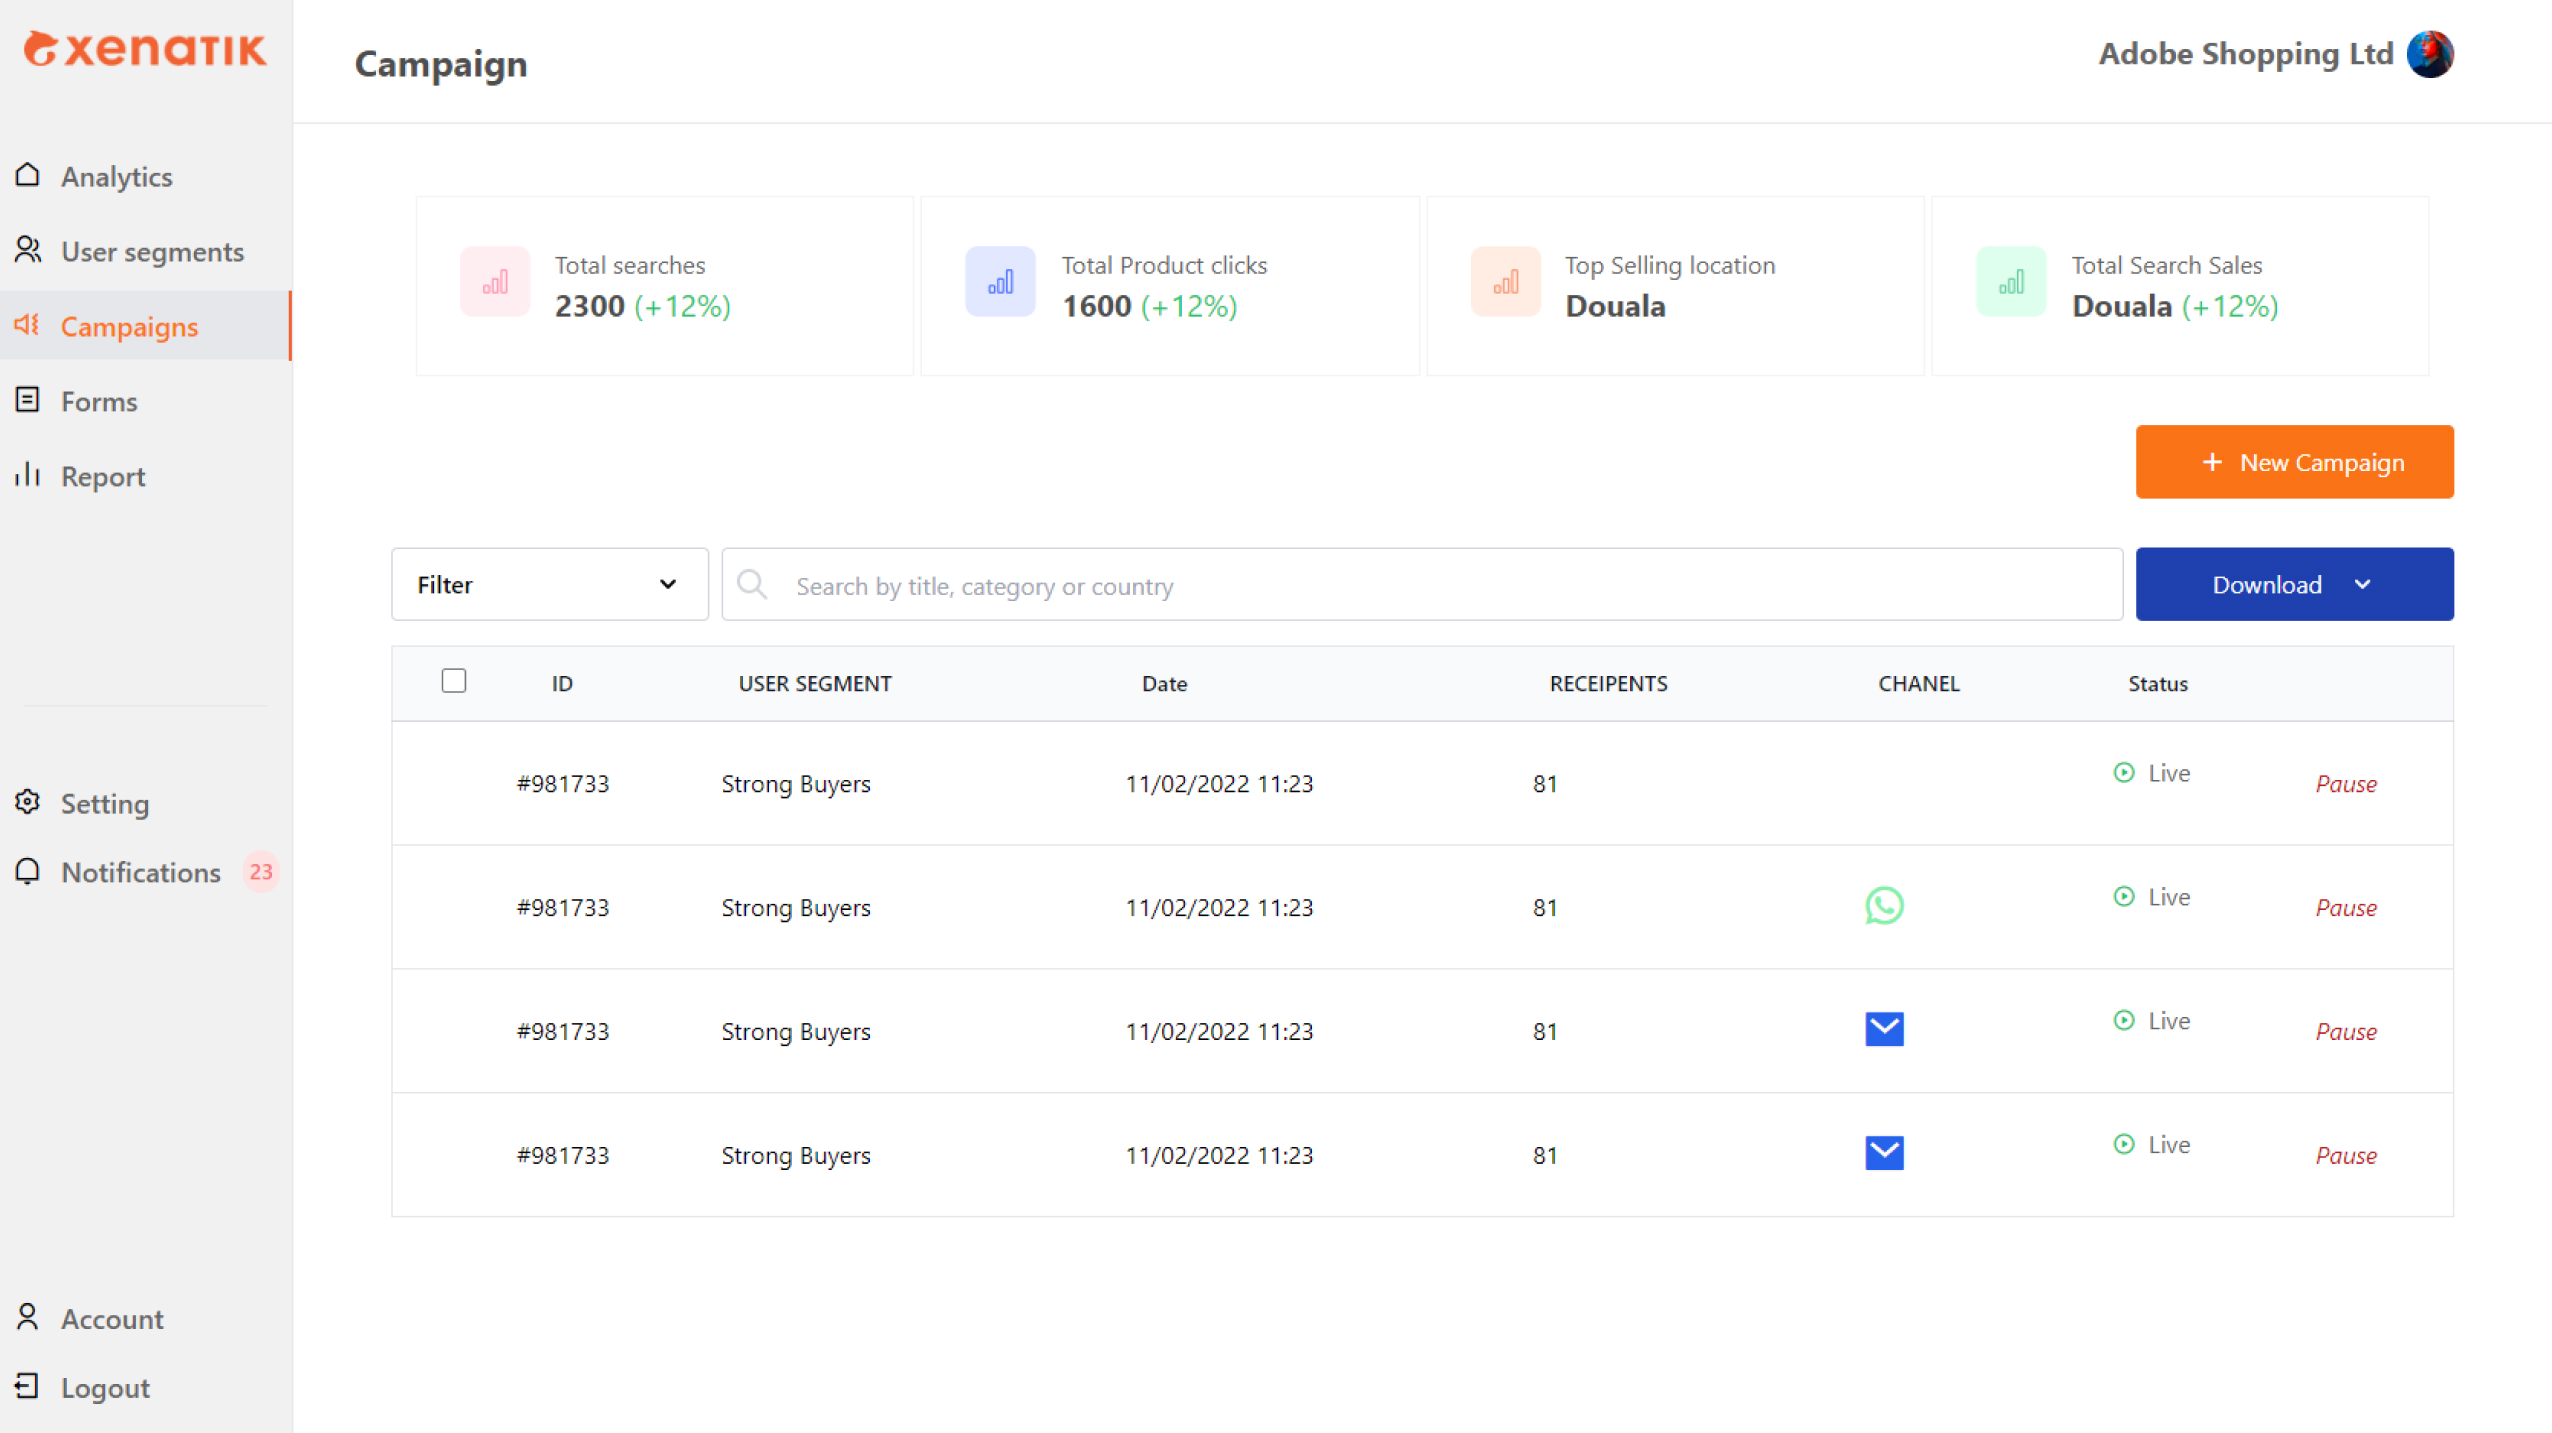 xenatik
Campaign
Adobe Shopping Ltd
Analytics
User segments
Campaigns
Forms
Report
Setting
Notifications 23
Account
Logout
Total searches
2300 (+12%)
Total Product clicks
1600 (+12%)
Top Selling location
Douala
Total Search Sales
Douala (+12%)
+ New Campaign
Filter
Search by title, category or country
Download
ID USER SEGMENT Date RECEIPENTS CHANEL Status
#981733 Strong Buyers 11/02/2022 11:23 81 Live Pause
#981733 Strong Buyers 11/02/2022 11:23 81 Live Pause
#981733 Strong Buyers 11/02/2022 11:23 81 Live Pause
#981733 Strong Buyers 11/02/2022 11:23 81 Live Pause